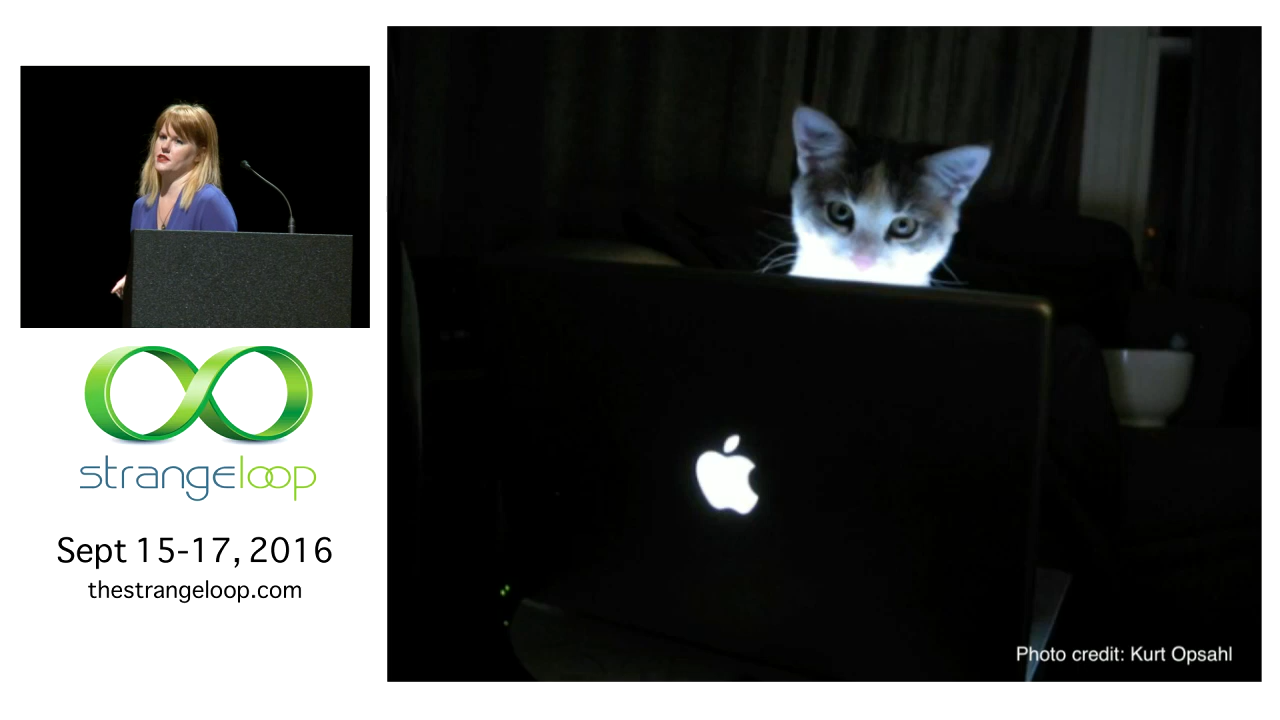 strangeloop
Sept 15-17, 2016
thestrangeloop.com
Photo credit: Kurt Opsahl